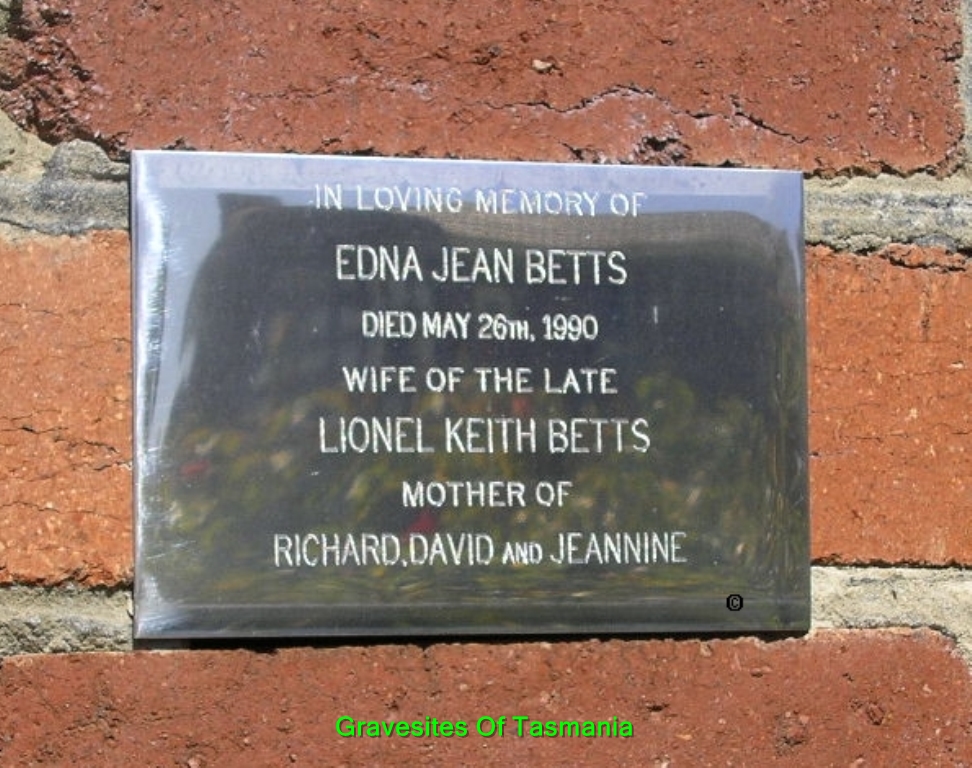 IN LOVING MEMORY OF
EDNA JEAN BETTS
DIED MAY 26TH, 1990
WIFE OF THE LATE
LIONEL KEITH BETTS
MOTHER OF
RICHARD, DAVID AND JEANNINE
©
Gravesites Of Tasmania